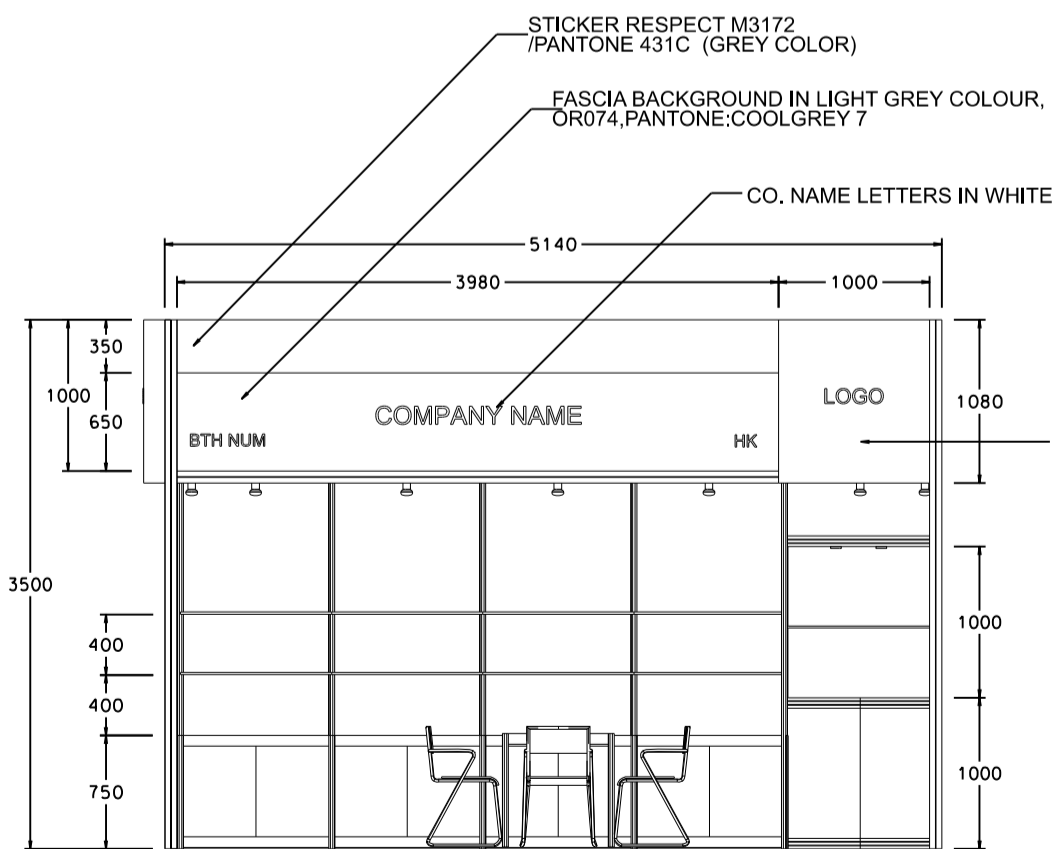 STICKER RESPECT M3172
/PANTONE 431C (GREY COLOR)
FASCIA BACKGROUND IN LIGHT GREY COLOUR,
OR074,PANTONE:COOLGREY 7
CO. NAME LETTERS IN WHITE
5140
3980
1000
350
1000
650
COMPANY NAME
BTH NUM
HK
LOGO
1080
3500
400
400
750
1000
1000